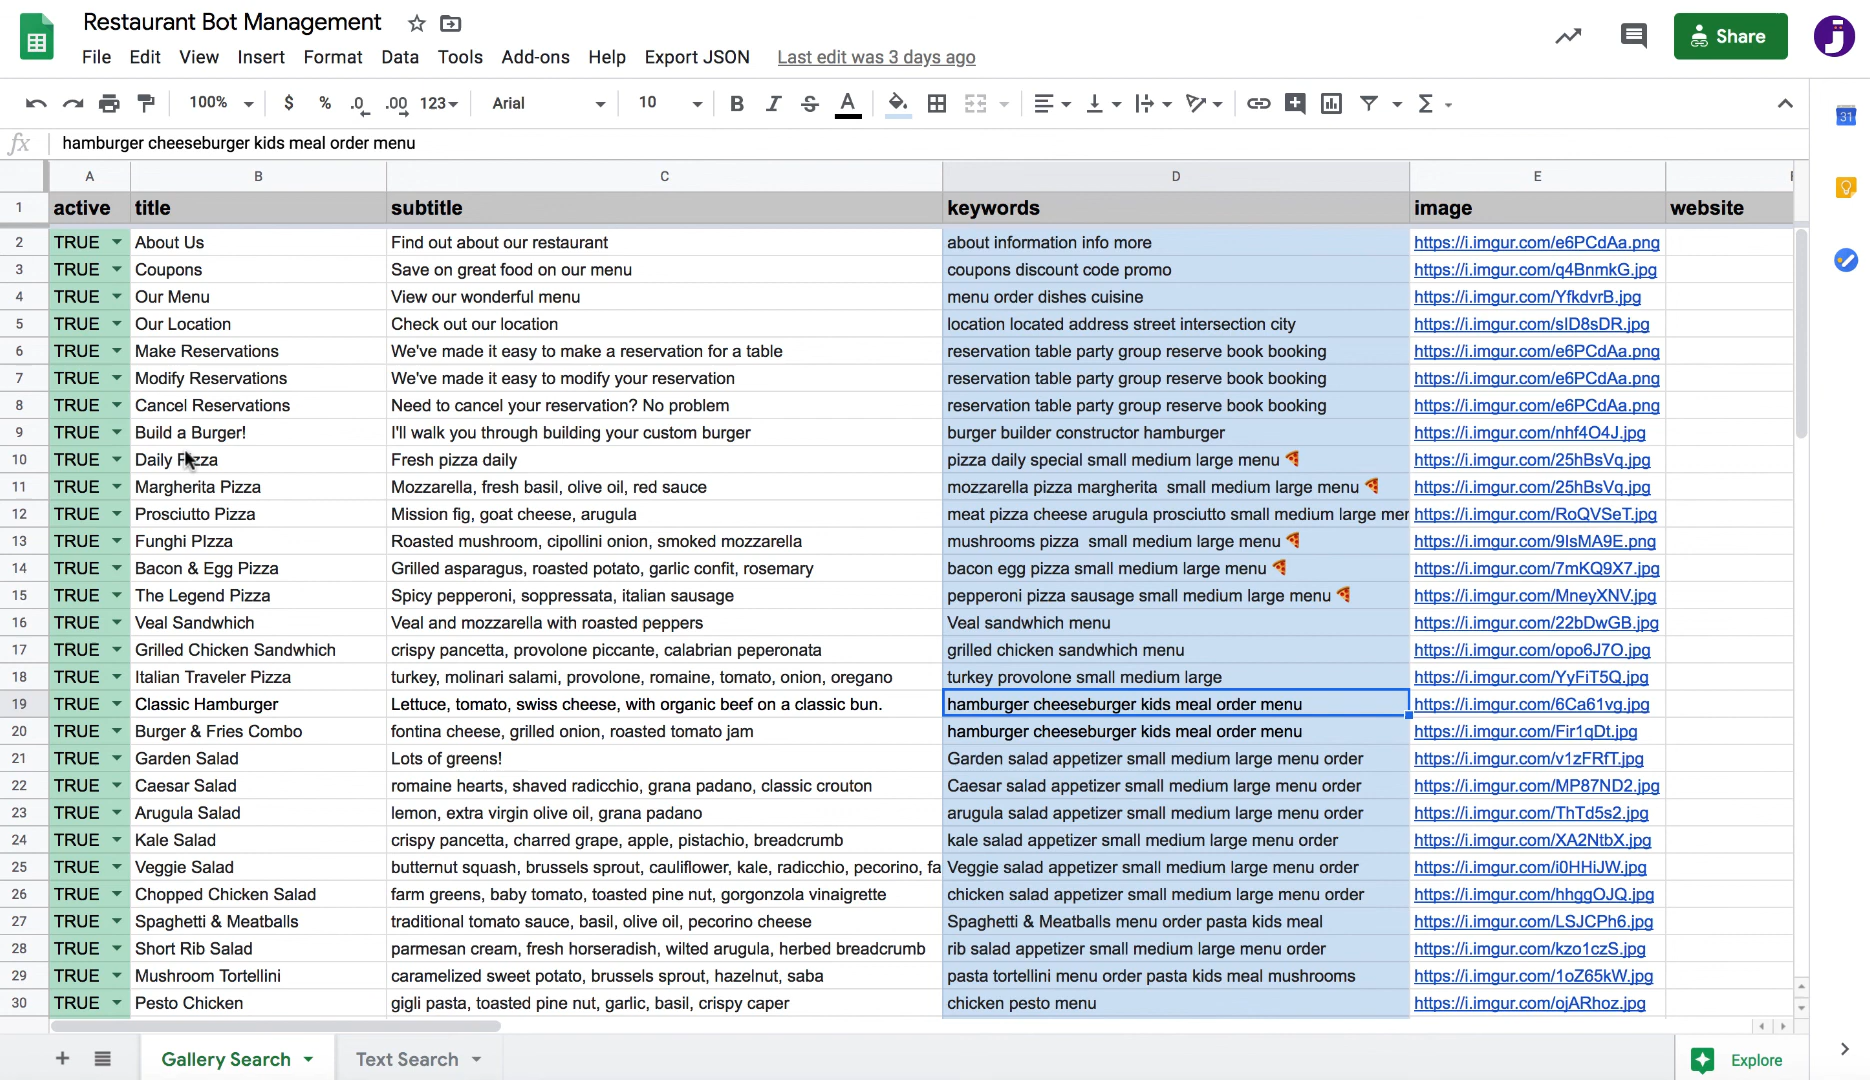 Restaurant Bot Management
File Edit View Insert Format Data Tools Add-ons Help Export JSON Last edit was 3 days ago
Share
100% $ % .0 .00 123 Arial 10 B I S A Σ
31
fx hamburger cheeseburger kids meal order menu
A B C D E
1 active title subtitle keywords image website
2 TRUE About Us Find out about our restaurant about information info more https://i.imgur.com/e6PCdAa.png
3 TRUE Coupons Save on great food on our menu coupons discount code promo https://i.imgur.com/q4BnmkG.jpg
4 TRUE Our Menu View our wonderful menu menu order dishes cuisine https://i.imgur.com/YfkdvrB.jpg
5 TRUE Our Location Check out our location location located address street intersection city https://i.imgur.com/sID8sDR.jpg
6 TRUE Make Reservations We've made it easy to make a reservation for a table reservation table party group reserve book booking https://i.imgur.com/e6PCdAa.png
7 TRUE Modify Reservations We've made it easy to modify your reservation reservation table party group reserve book booking https://i.imgur.com/e6PCdAa.png
8 TRUE Cancel Reservations Need to cancel your reservation? No problem reservation table party group reserve book booking https://i.imgur.com/e6PCdAa.png
9 TRUE Build a Burger! I'll walk you through building your custom burger burger builder constructor hamburger https://i.imgur.com/nhf4O4J.jpg
10 TRUE Daily Pizza Fresh pizza daily pizza daily special small medium large menu 🍕 https://i.imgur.com/25hBsVq.jpg
11 TRUE Margherita Pizza Mozzarella, fresh basil, olive oil, red sauce mozzarella pizza margherita small medium large menu 🍕 https://i.imgur.com/25hBsVq.jpg
12 TRUE Prosciutto Pizza Mission fig, goat cheese, arugula meat pizza cheese arugula prosciutto small medium large mer https://i.imgur.com/RoQVSeT.jpg
13 TRUE Funghi PIzza Roasted mushroom, cipollini onion, smoked mozzarella mushrooms pizza small medium large menu 🍕 https://i.imgur.com/9IsMA9E.png
14 TRUE Bacon & Egg Pizza Grilled asparagus, roasted potato, garlic confit, rosemary bacon egg pizza small medium large menu 🍕 https://i.imgur.com/7mKQ9X7.jpg
15 TRUE The Legend Pizza Spicy pepperoni, soppressata, italian sausage pepperoni pizza sausage small medium large menu 🍕 https://i.imgur.com/MneyXNV.jpg
16 TRUE Veal Sandwhich Veal and mozzarella with roasted peppers Veal sandwhich menu https://i.imgur.com/22bDwGB.jpg
17 TRUE Grilled Chicken Sandwhich crispy pancetta, provolone piccante, calabrian peperonata grilled chicken sandwhich menu https://i.imgur.com/opo6J7O.jpg
18 TRUE Italian Traveler Pizza turkey, molinari salami, provolone, romaine, tomato, onion, oregano turkey provolone small medium large https://i.imgur.com/YyFiT5Q.jpg
19 TRUE Classic Hamburger Lettuce, tomato, swiss cheese, with organic beef on a classic bun. hamburger cheeseburger kids meal order menu https://i.imgur.com/6Ca61vg.jpg
20 TRUE Burger & Fries Combo fontina cheese, grilled onion, roasted tomato jam hamburger cheeseburger kids meal order menu https://i.imgur.com/Fir1qDt.jpg
21 TRUE Garden Salad Lots of greens! Garden salad appetizer small medium large menu order https://i.imgur.com/v1zFRfT.jpg
22 TRUE Caesar Salad romaine hearts, shaved radicchio, grana padano, classic crouton Caesar salad appetizer small medium large menu order https://i.imgur.com/MP87ND2.jpg
23 TRUE Arugula Salad lemon, extra virgin olive oil, grana padano arugula salad appetizer small medium large menu order https://i.imgur.com/ThTd5s2.jpg
24 TRUE Kale Salad crispy pancetta, charred grape, apple, pistachio, breadcrumb kale salad appetizer small medium large menu order https://i.imgur.com/XA2NtbX.jpg
25 TRUE Veggie Salad butternut squash, brussels sprout, cauliflower, kale, radicchio, pecorino, fa Veggie salad appetizer small medium large menu order https://i.imgur.com/i0HHiJW.jpg
26 TRUE Chopped Chicken Salad farm greens, baby tomato, toasted pine nut, gorgonzola vinaigrette chicken salad appetizer small medium large menu order https://i.imgur.com/hhggOJQ.jpg
27 TRUE Spaghetti & Meatballs traditional tomato sauce, basil, olive oil, pecorino cheese Spaghetti & Meatballs menu order pasta kids meal https://i.imgur.com/LSJCPh6.jpg
28 TRUE Short Rib Salad parmesan cream, fresh horseradish, wilted arugula, herbed breadcrumb rib salad appetizer small medium large menu order https://i.imgur.com/kzo1czS.jpg
29 TRUE Mushroom Tortellini caramelized sweet potato, brussels sprout, hazelnut, saba pasta tortellini menu order pasta kids meal mushrooms https://i.imgur.com/1oZ65kW.jpg
30 TRUE Pesto Chicken gigli pasta, toasted pine nut, garlic, basil, crispy caper chicken pesto menu https://i.imgur.com/ojARhoz.jpg
Gallery Search Text Search Explore